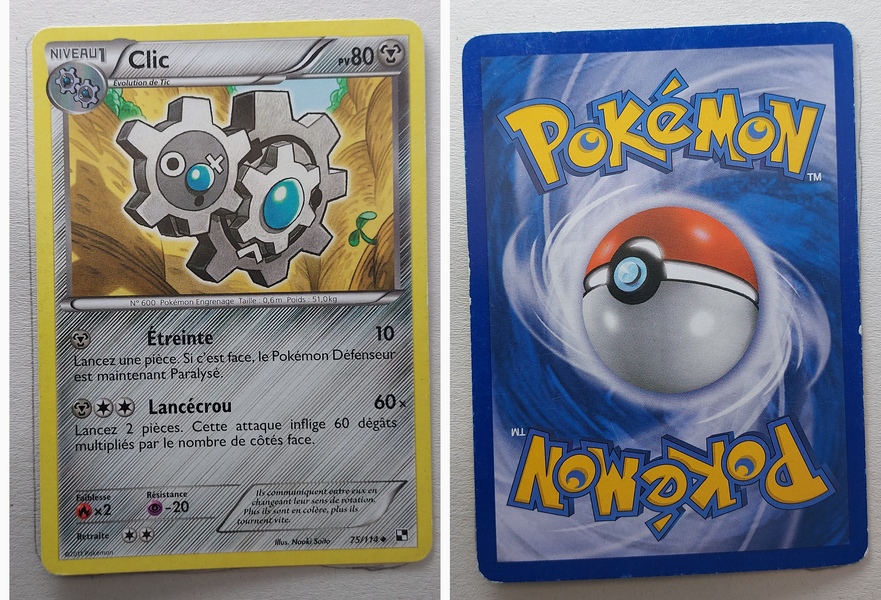 NIVEAU1
Clic
PV80
Évolution de Tic
N° 600 Pokémon Engrenage Taille : 0,6m Poids : 51,0kg
Étreinte 10
Lancez une pièce. Si c'est face, le Pokémon Défenseur
est maintenant Paralysé.
Lancécrou 60x
Lancez 2 pièces. Cette attaque inflige 60 dégâts
multipliés par le nombre de côtés face.
Faiblesse
x2
Résistance
-20
Retraite
Ils communiquent entre eux en
changeant leur sens de rotation.
Plus ils sont en colère, plus ils
tournent vite.
©2011 Pokémon
Illus. Naoki Saito
75/114
POKéMON
TM
POKéMON
TM